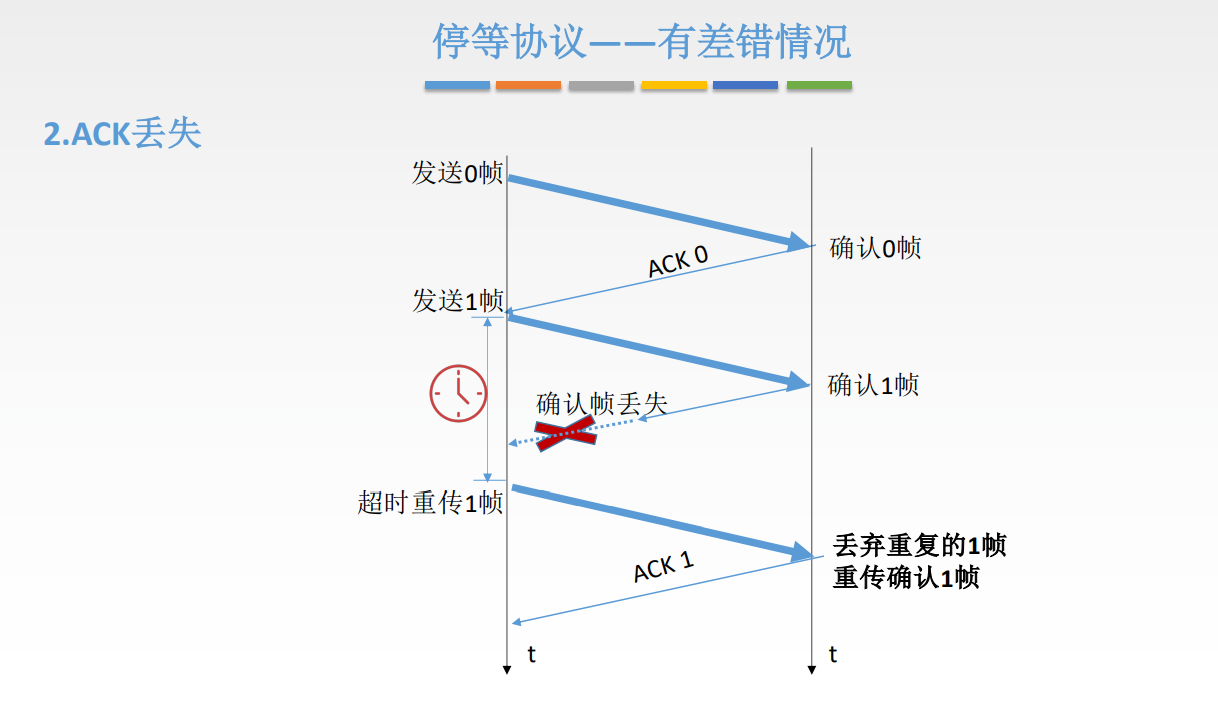 停等协议——有差错情况
2.ACK丢失
发送0帧
确认0帧
ACK 0
发送1帧
确认1帧
确认帧丢失
超时重传1帧
丢弃重复的1帧
重传确认1帧
ACK 1
t
t